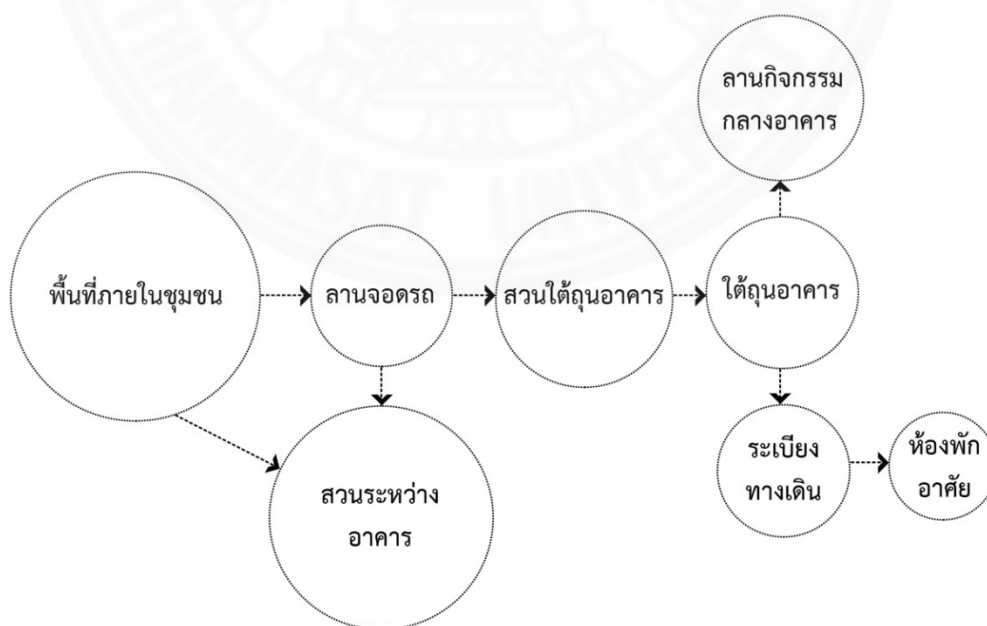 ลานกิจกรรม
กลางอาคาร
พื้นที่ภายในชุมชน
ลานจอดรถ
สวนใต้ถุนอาคาร
ใต้ถุนอาคาร
ระเบียง
ทางเดิน
ห้องพัก
อาศัย
สวนระหว่าง
อาคาร
THAMMASAT UNIVE